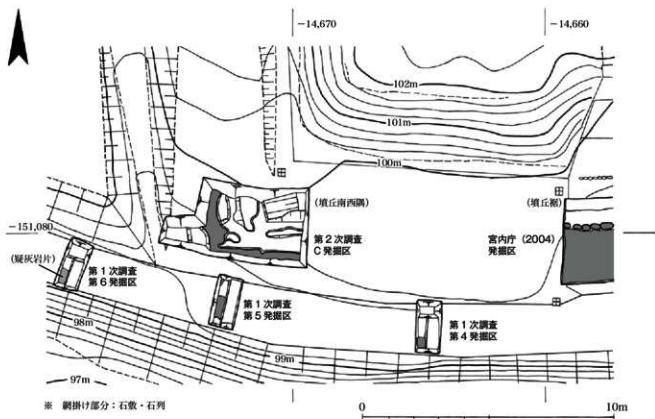 −14,670
−14,660
102m
101m
100m
(墳丘南西隅)
(墳丘裾)
−151,080
第2次調査
C発掘区
宮内庁(2004)
発掘区
(凝灰岩片)
第1次調査
第6発掘区
第1次調査
第5発掘区
第1次調査
第4発掘区
98m
99m
97m
※ 網掛け部分:石敷・石列
0
10m